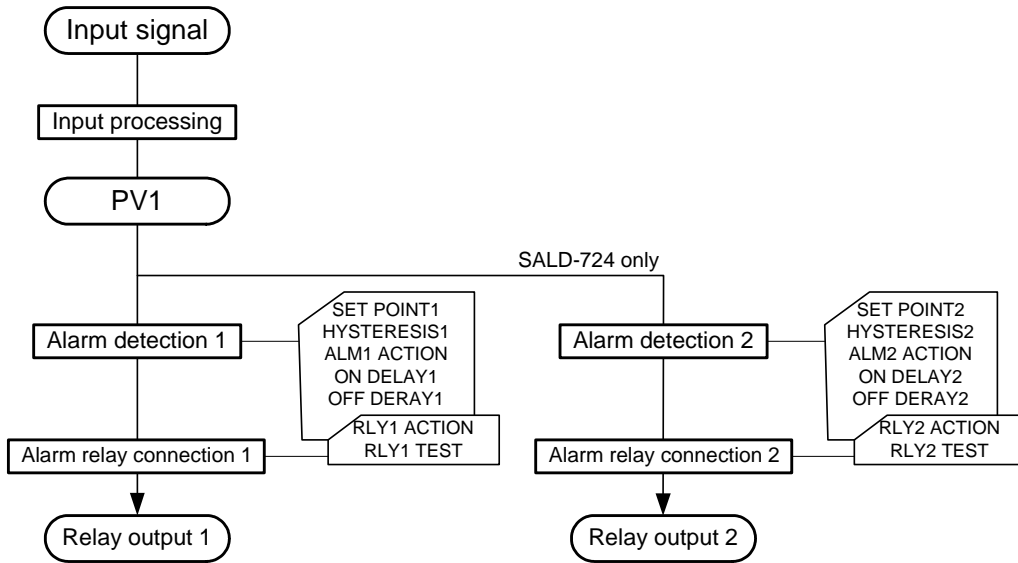 Input signal
Input processing
PV1
SALD-724 only
Alarm detection 1
SET POINT1
HYSTERESIS1
ALM1 ACTION
ON DELAY1
OFF DERAY1
RLY1 ACTION
RLY1 TEST
Alarm relay connection 1
Relay output 1
Alarm detection 2
SET POINT2
HYSTERESIS2
ALM2 ACTION
ON DELAY2
OFF DERAY2
RLY2 ACTION
RLY2 TEST
Alarm relay connection 2
Relay output 2